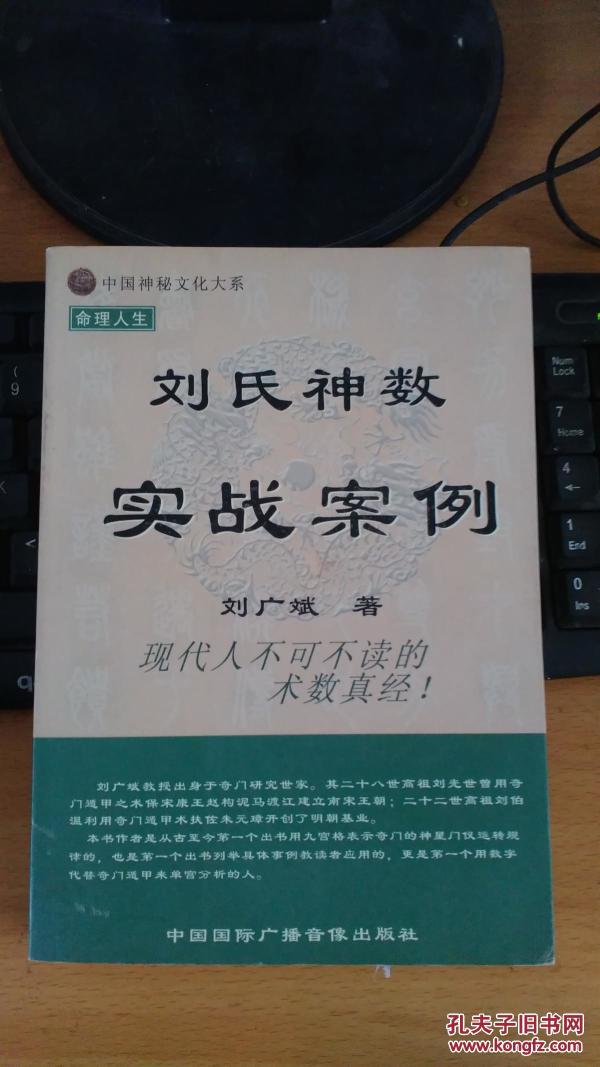 中国神秘文化大系
命理人生
刘氏神数
实战案例
刘广斌 著
现代人不可不读的
术数真经！
刘广斌教授出身于奇门研究世家。其二十八世高祖刘光世曾用奇
门遁甲之术保宋康王赵构泥马渡江建立南宋王朝；二十二世高祖刘伯
温利用奇门遁甲术扶佐朱元璋开创了明朝基业。
本书作者是从古至今第一个出书用九宫格表示奇门的神星门仪运转规
律的，也是第一个出书列举具体事例教读者应用的，更是第一个用数字
代替奇门遁甲来单宫分析的人。
中国国际广播音像出版社
Num
Lock
7
Home
4
1
End
0
Ins
(
9
K
<
孔夫子旧书网
www.kongfz.com